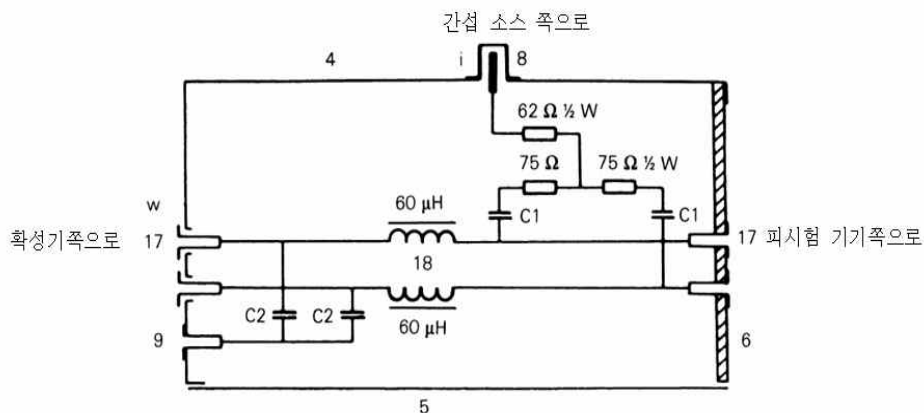 간섭 소스 쪽으로
4 i 8
62 Ω ½ W
75 Ω 75 Ω ½ W
w 60 μH C1 C1
확성기쪽으로 17 17 피시험 기기쪽으로
18
C2 C2
60 μH
9 6
5